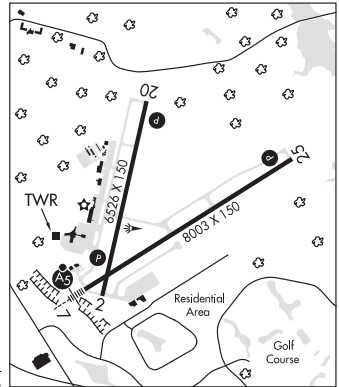 20
P
25
P
TWR
6526 X 150
8003 X 150
P
A5
7
2
Residential
Area
Golf
Course